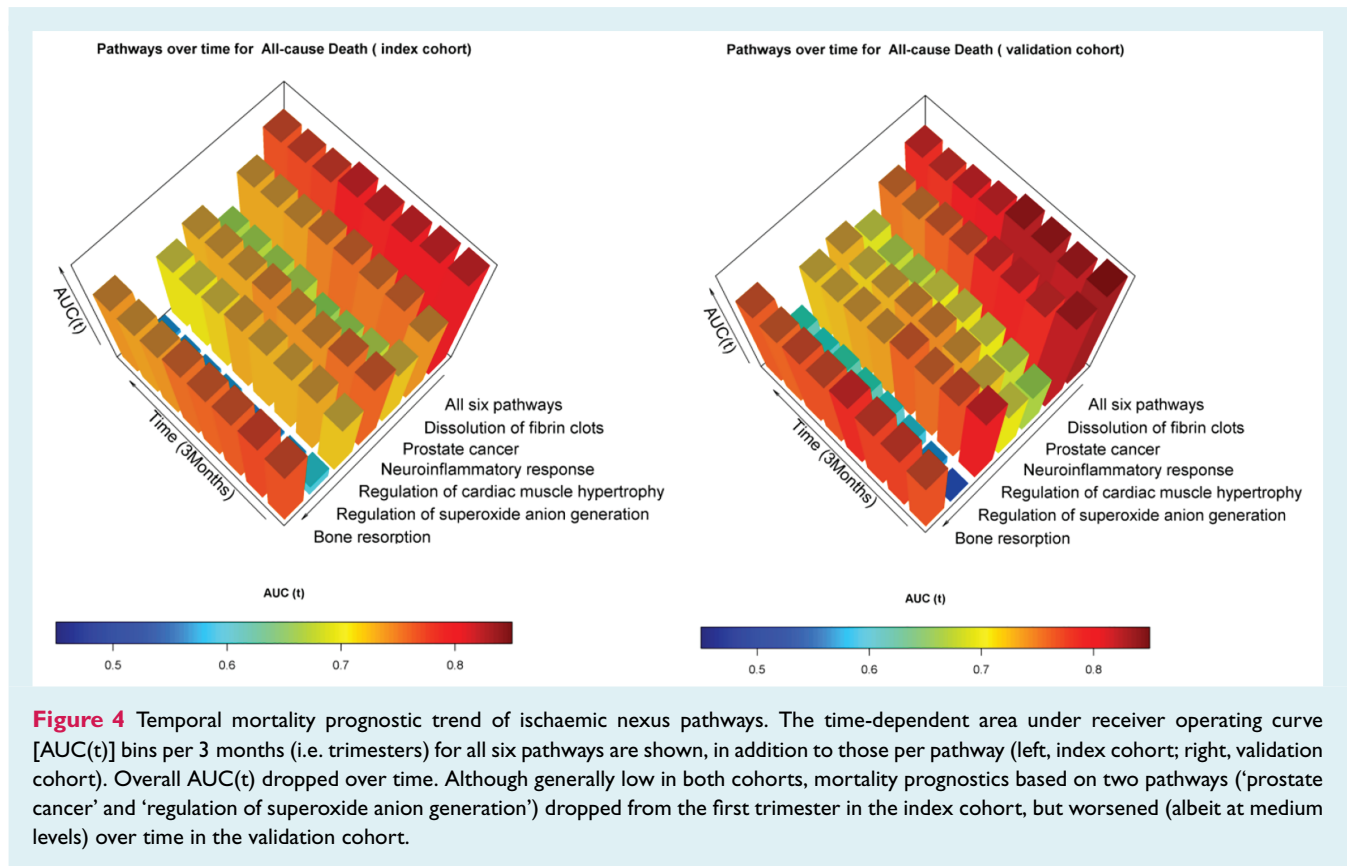 Pathways over time for All-cause Death ( index cohort)
AUC(t)
Time (3Months)
All six pathways
Dissolution of fibrin clots
Prostate cancer
Neuroinflammatory response
Regulation of cardiac muscle hypertrophy
Regulation of superoxide anion generation
Bone resorption
AUC (t)
0.5 0.6 0.7 0.8
Pathways over time for All-cause Death ( validation cohort)
AUC(t)
Time (3Months)
All six pathways
Dissolution of fibrin clots
Prostate cancer
Neuroinflammatory response
Regulation of cardiac muscle hypertrophy
Regulation of superoxide anion generation
Bone resorption
AUC (t)
0.5 0.6 0.7 0.8
Figure 4 Temporal mortality prognostic trend of ischaemic nexus pathways. The time-dependent area under receiver operating curve
[AUC(t)] bins per 3 months (i.e. trimesters) for all six pathways are shown, in addition to those per pathway (left, index cohort; right, validation
cohort). Overall AUC(t) dropped over time. Although generally low in both cohorts, mortality prognostics based on two pathways (‘prostate
cancer’ and ‘regulation of superoxide anion generation’) dropped from the first trimester in the index cohort, but worsened (albeit at medium
levels) over time in the validation cohort.